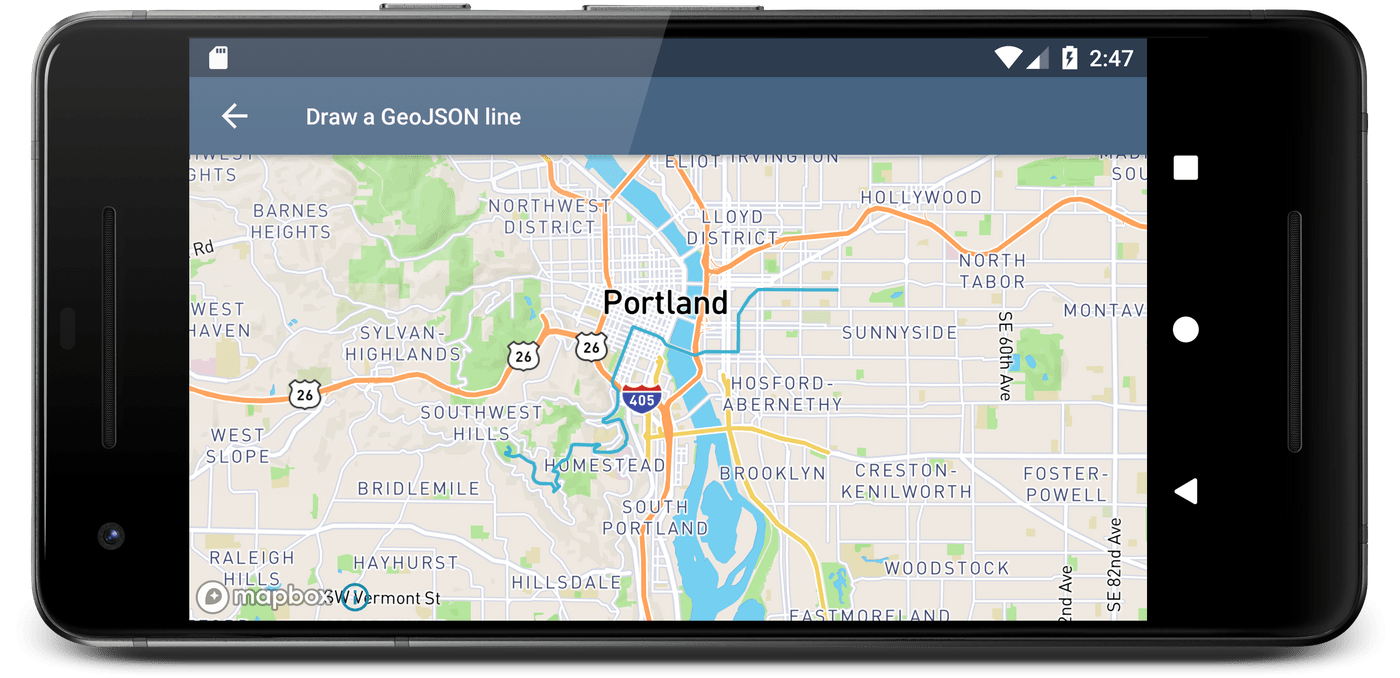 2:47
Draw a GeoJSON line
ELIOT IRVINGTON
GHTS
SOU
HOLLYWOOD
BARNES
HEIGHTS
NORTHWEST
DISTRICT
LLOYD
DISTRICT
Rd
NORTH
TABOR
Portland
WEST
HAVEN
MONTAV
SYLVAN-
HIGHLANDS
SUNNYSIDE
SE 60th Ave
26
26
26
405
HOSFORD-
ABERNETHY
SOUTHWEST
HILLS
WEST
SLOPE
HOMESTEAD
BROOKLYN
CRESTON-
KENILWORTH
FOSTER-
POWELL
BRIDLEMILE
SOUTH
PORTLAND
RALEIGH
HILLS
HAYHURST
HILLSDALE
WOODSTOCK
SE 82nd Ave
2nd Ave
mapbox
SW Vermont St
EASTMORELAND